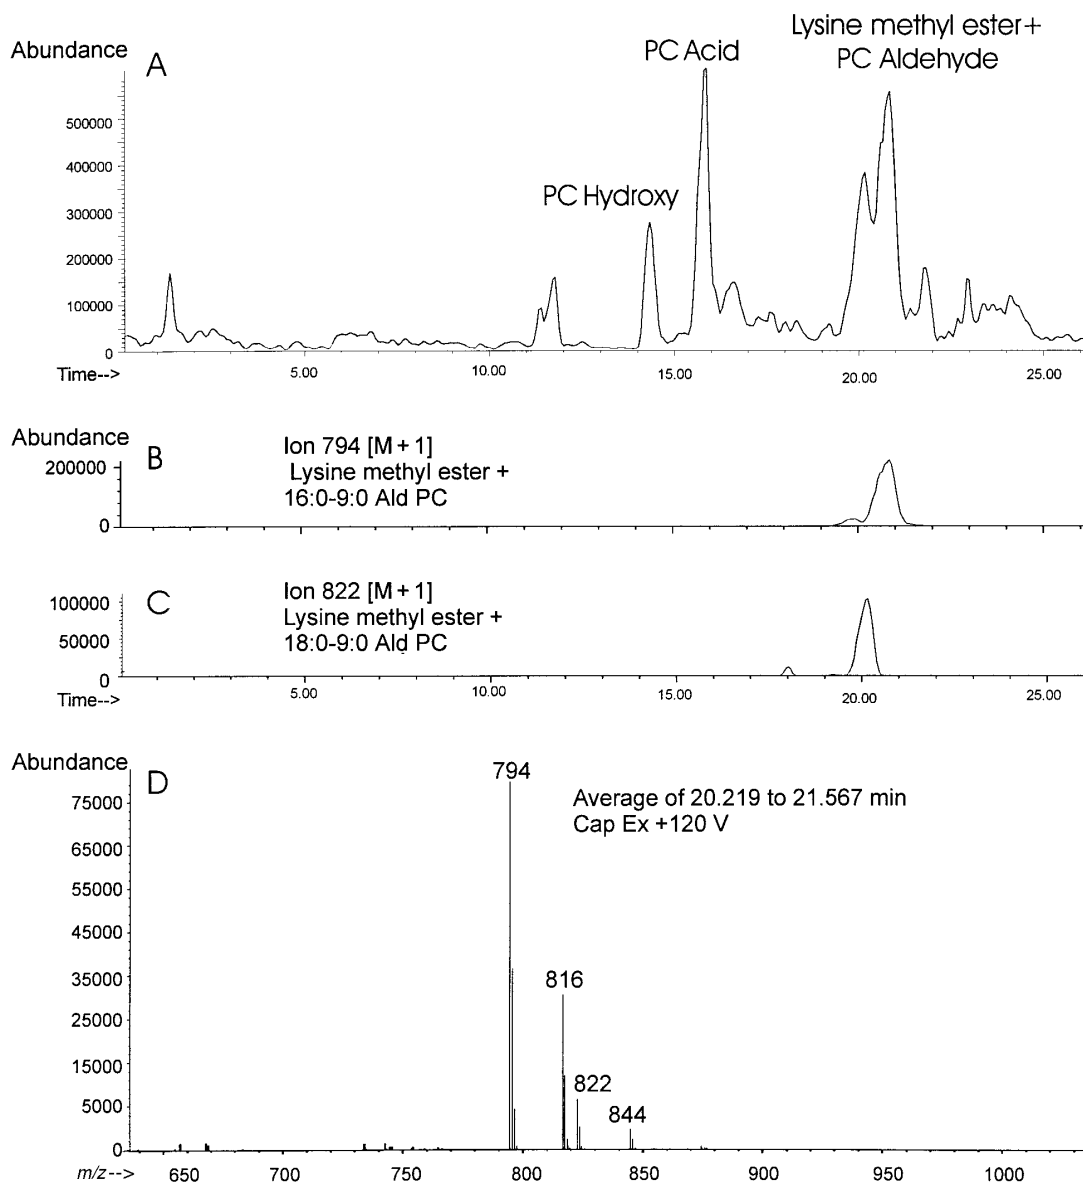 Abundance
A
PC Hydroxy
PC Acid
Lysine methyl ester+
PC Aldehyde
500000
400000
300000
200000
100000
0
Time-->
5.00
10.00
15.00
20.00
25.00
Abundance
B
Ion 794 [M + 1]
Lysine methyl ester +
16:0-9:0 Ald PC
200000
0
C
Ion 822 [M + 1]
Lysine methyl ester +
18:0-9:0 Ald PC
100000
50000
0
Time-->
5.00
10.00
15.00
20.00
25.00
Abundance
D
794
Average of 20.219 to 21.567 min
Cap Ex +120 V
816
822
844
75000
65000
55000
45000
35000
25000
15000
5000
0
m/z-->
650
700
750
800
850
900
950
1000